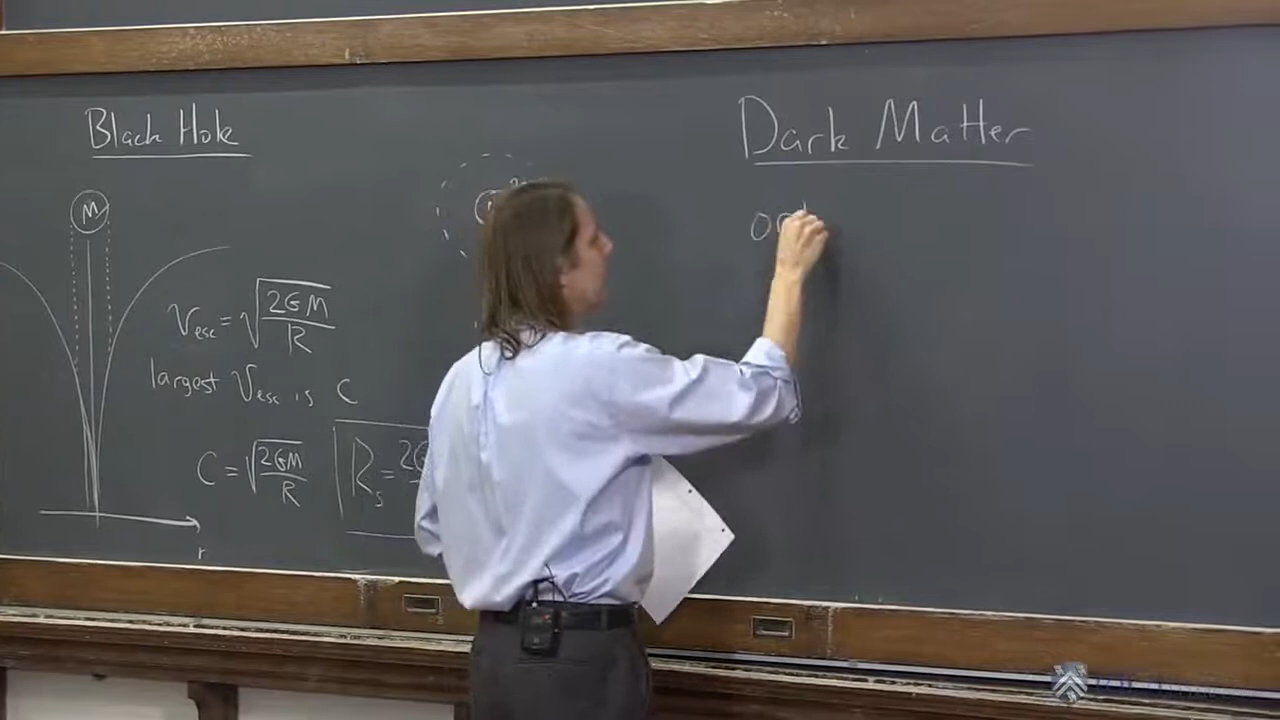 Black Hole
M
V_esc = √(2GM/R)
largest V_esc is C
C = √(2GM/R)
R_s = 2G
r
Dark Matter